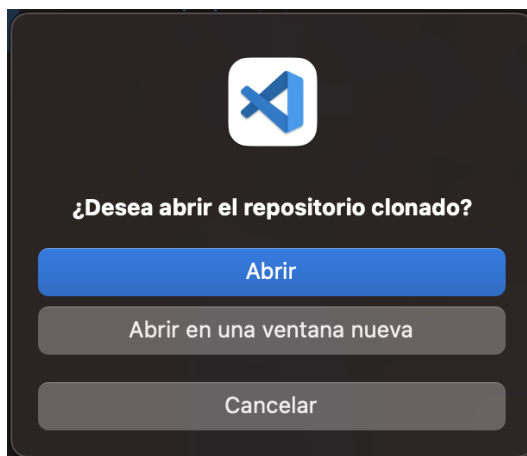 ¿Desea abrir el repositorio clonado?
Abrir
Abrir en una ventana nueva
Cancelar